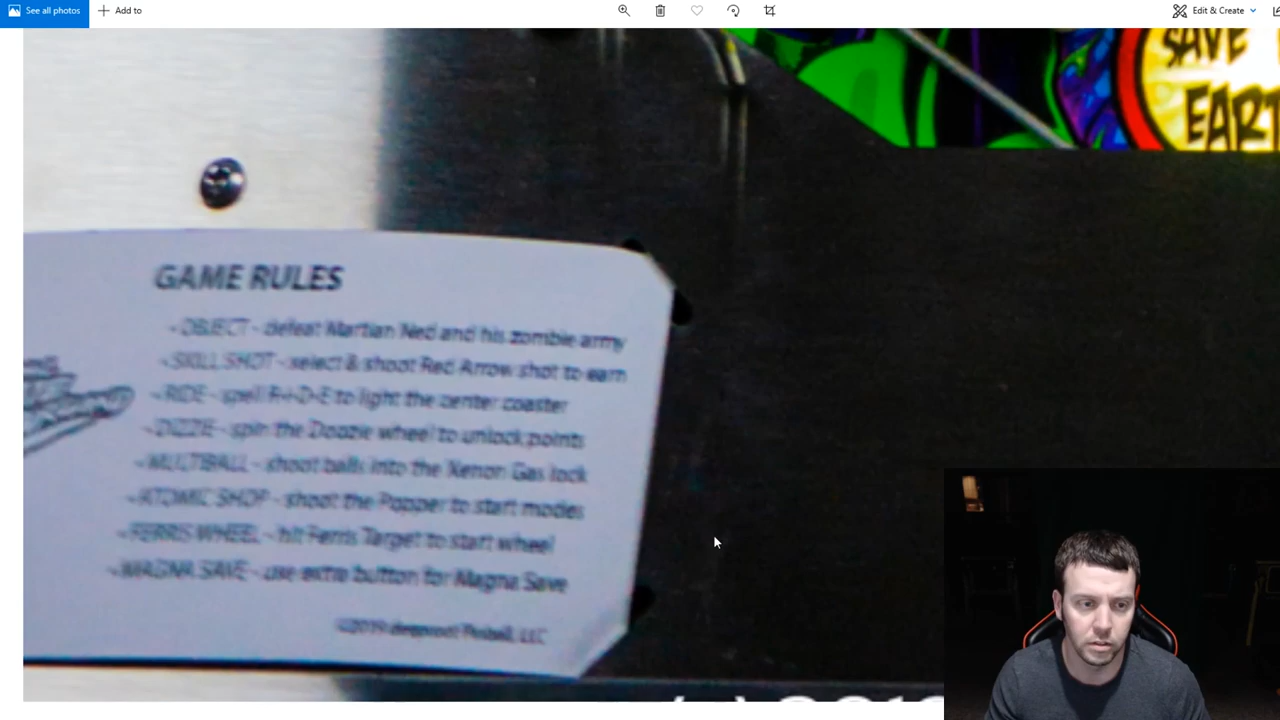 See all photos
Add to
Edit & Create
SAVE
EART
GAME RULES
- OBJECT - defeat Martian Ned and his zombie army
- SKILL SHOT - select & shoot Red Arrow shot to earn
- RIDE - spell R-I-D-E to light the center coaster
- DIZZE - spin the Doozie wheel to unlock points
- MULTIBALL - shoot balls into the Xenon Gas lock
- ATOMIC SHOP - shoot the Popper to start modes
- FERRIS WHEEL - hit Ferris Target to start wheel
- MAGNA SAVE - use extra button for Magna Save
©2019 deeproot Pinball, LLC